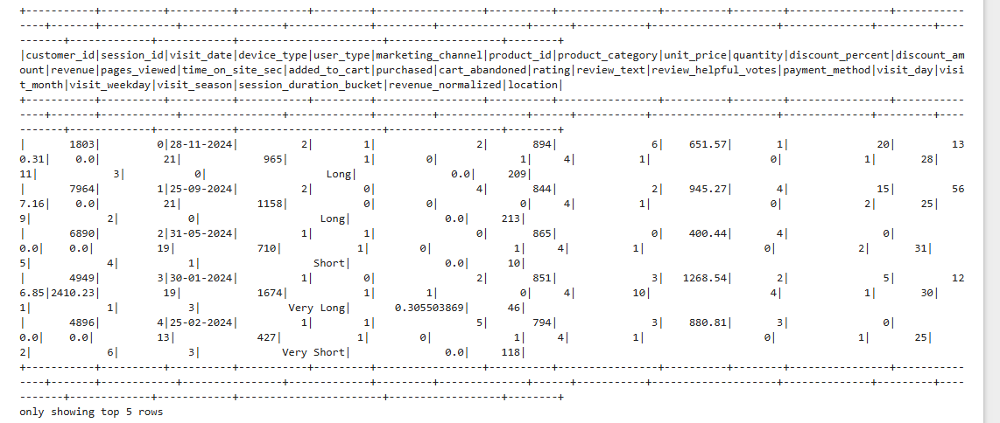 +-----------+----------+----------+-----------+---------+-----------------+----------+----------------+----------+--------+----------------+-----------
----+-------+------------+----------------+-------------+---------+--------------+------+-----------+--------------------+--------------+---------+----
-------+-------------+------------+-----------------------+------------------+--------+
|customer_id|session_id|visit_date|device_type|user_type|marketing_channel|product_id|product_category|unit_price|quantity|discount_percent|discount_am
ount|revenue|pages_viewed|time_on_site_sec|added_to_cart|purchased|cart_abandoned|rating|review_text|review_helpful_votes|payment_method|visit_day|visi
t_month|visit_weekday|visit_season|session_duration_bucket|revenue_normalized|location|
+-----------+----------+----------+-----------+---------+-----------------+----------+----------------+----------+--------+----------------+-----------
----+-------+------------+----------------+-------------+---------+--------------+------+-----------+--------------------+--------------+---------+----
-------+-------------+------------+-----------------------+------------------+--------+
|       1803|         0|28-11-2024|          2|        1|                2|       894|               6|    651.57|       1|              20|         13
0.31|    0.0|          21|             965|            1|        0|             1|     4|          1|                   0|             1|       28|
11|            3|           0|                   Long|               0.0|     209|
|       7964|         1|25-09-2024|          2|        0|                4|       844|               2|    945.27|       4|              15|         56
7.16|    0.0|          21|            1158|            0|        0|             0|     4|          1|                   0|             2|       25|
9|            2|           0|                   Long|               0.0|     213|
|       6890|         2|31-05-2024|          1|        1|                0|       865|               0|    400.44|       4|               0|
0.0|    0.0|          19|             710|            1|        0|             1|     4|          1|                   0|             2|       31|
5|            4|           1|                  Short|               0.0|      10|
|       4949|         3|30-01-2024|          1|        0|                2|       851|               3|   1268.54|       2|               5|         12
6.85|2410.23|          19|            1674|            1|        1|             0|     4|         10|                   4|             1|       30|
1|            1|           3|              Very Long|       0.305503869|      46|
|       4896|         4|25-02-2024|          1|        1|                5|       794|               3|    880.81|       3|               0|
0.0|    0.0|          13|             427|            1|        0|             1|     4|          1|                   0|             1|       25|
2|            6|           3|             Very Short|               0.0|     118|
+-----------+----------+----------+-----------+---------+-----------------+----------+----------------+----------+--------+----------------+-----------
----+-------+------------+----------------+-------------+---------+--------------+------+-----------+--------------------+--------------+---------+----
-------+-------------+------------+-----------------------+------------------+--------+
only showing top 5 rows